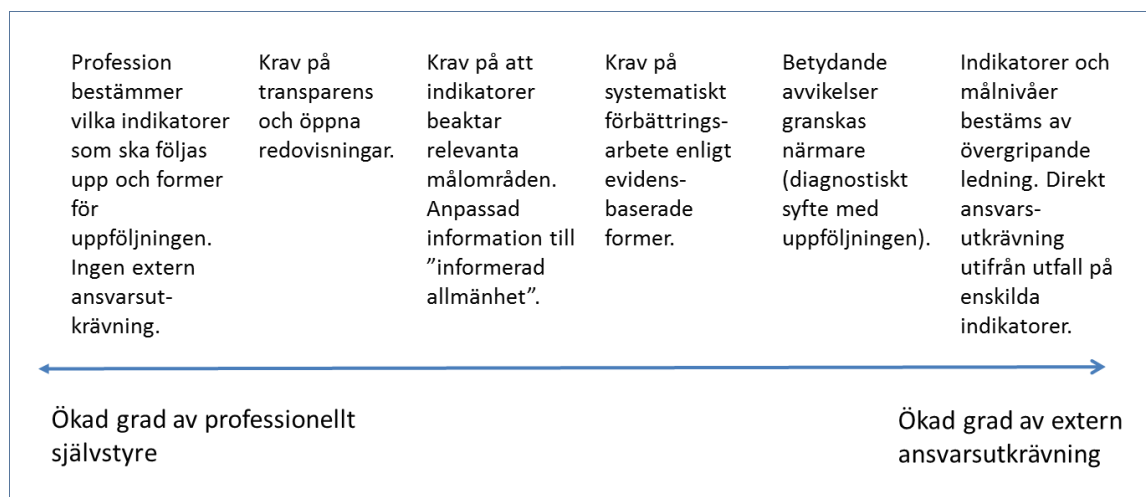 Profession
bestämmer
vilka indikatorer
som ska följas
upp och former
för
uppföljningen.
Ingen extern
ansvarsut-
krävning.
Krav på
transparens
och öppna
redovisningar.
Krav på att
indikatorer
beaktar
relevanta
målområden.
Anpassad
information till
”informerad
allmänhet”.
Krav på
systematiskt
förbättrings-
arbete enligt
evidens-
baserade
former.
Betydande
avvikelser
granskas
närmare
(diagnostiskt
syfte med
uppföljningen).
Indikatorer och
målnivåer
bestäms av
övergripande
ledning. Direkt
ansvars-
utkrävning
utifrån utfall på
enskilda
indikatorer.
Ökad grad av professionellt
självstyre
Ökad grad av extern
ansvarsutkrävning